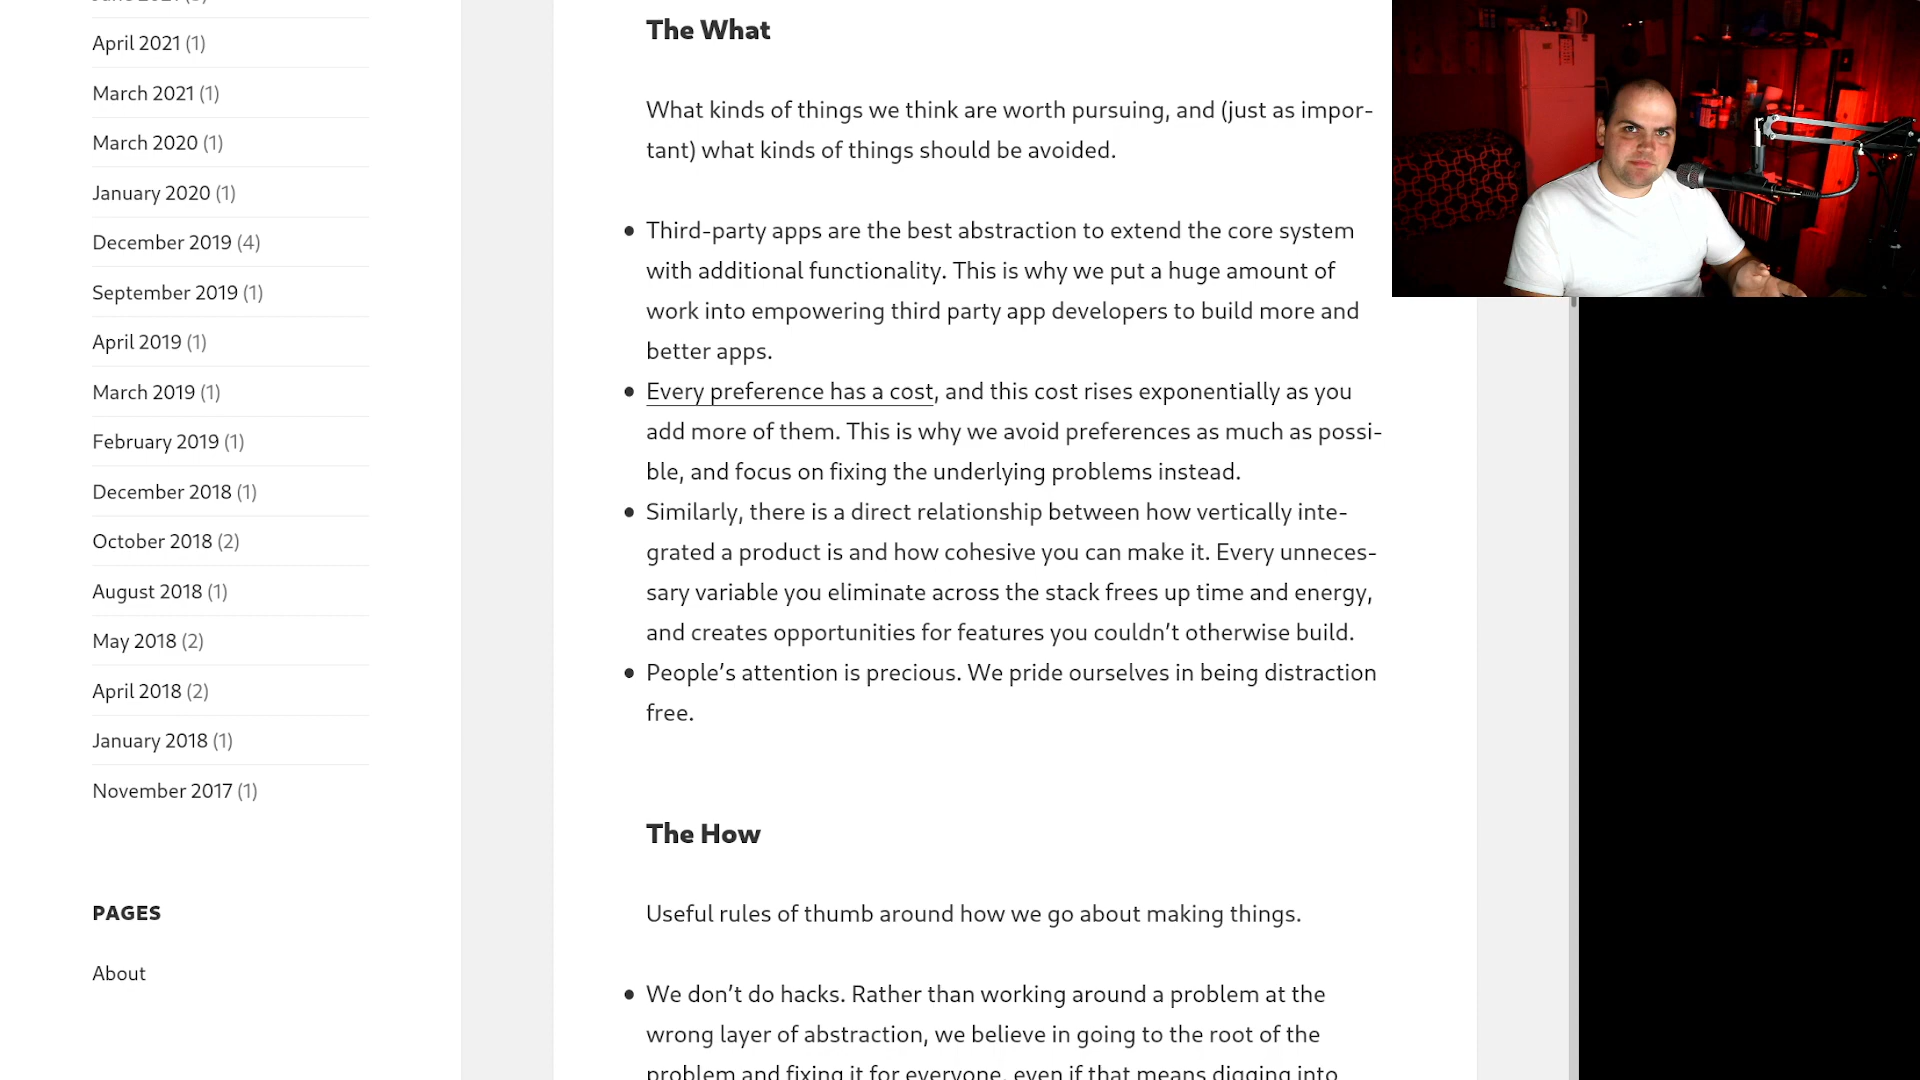 April 2021 (1)
March 2021 (1)
March 2020 (1)
January 2020 (1)
December 2019 (4)
September 2019 (1)
April 2019 (1)
March 2019 (1)
February 2019 (1)
December 2018 (1)
October 2018 (2)
August 2018 (1)
May 2018 (2)
April 2018 (2)
January 2018 (1)
November 2017 (1)
PAGES
About
The What
What kinds of things we think are worth pursuing, and (just as impor-
tant) what kinds of things should be avoided.
• Third-party apps are the best abstraction to extend the core system
with additional functionality. This is why we put a huge amount of
work into empowering third party app developers to build more and
better apps.
• Every preference has a cost, and this cost rises exponentially as you
add more of them. This is why we avoid preferences as much as possi-
ble, and focus on fixing the underlying problems instead.
• Similarly, there is a direct relationship between how vertically inte-
grated a product is and how cohesive you can make it. Every unneces-
sary variable you eliminate across the stack frees up time and energy,
and creates opportunities for features you couldn’t otherwise build.
• People’s attention is precious. We pride ourselves in being distraction
free.
The How
Useful rules of thumb around how we go about making things.
• We don’t do hacks. Rather than working around a problem at the
wrong layer of abstraction, we believe in going to the root of the
problem and fixing it for everyone, even if that means digging into